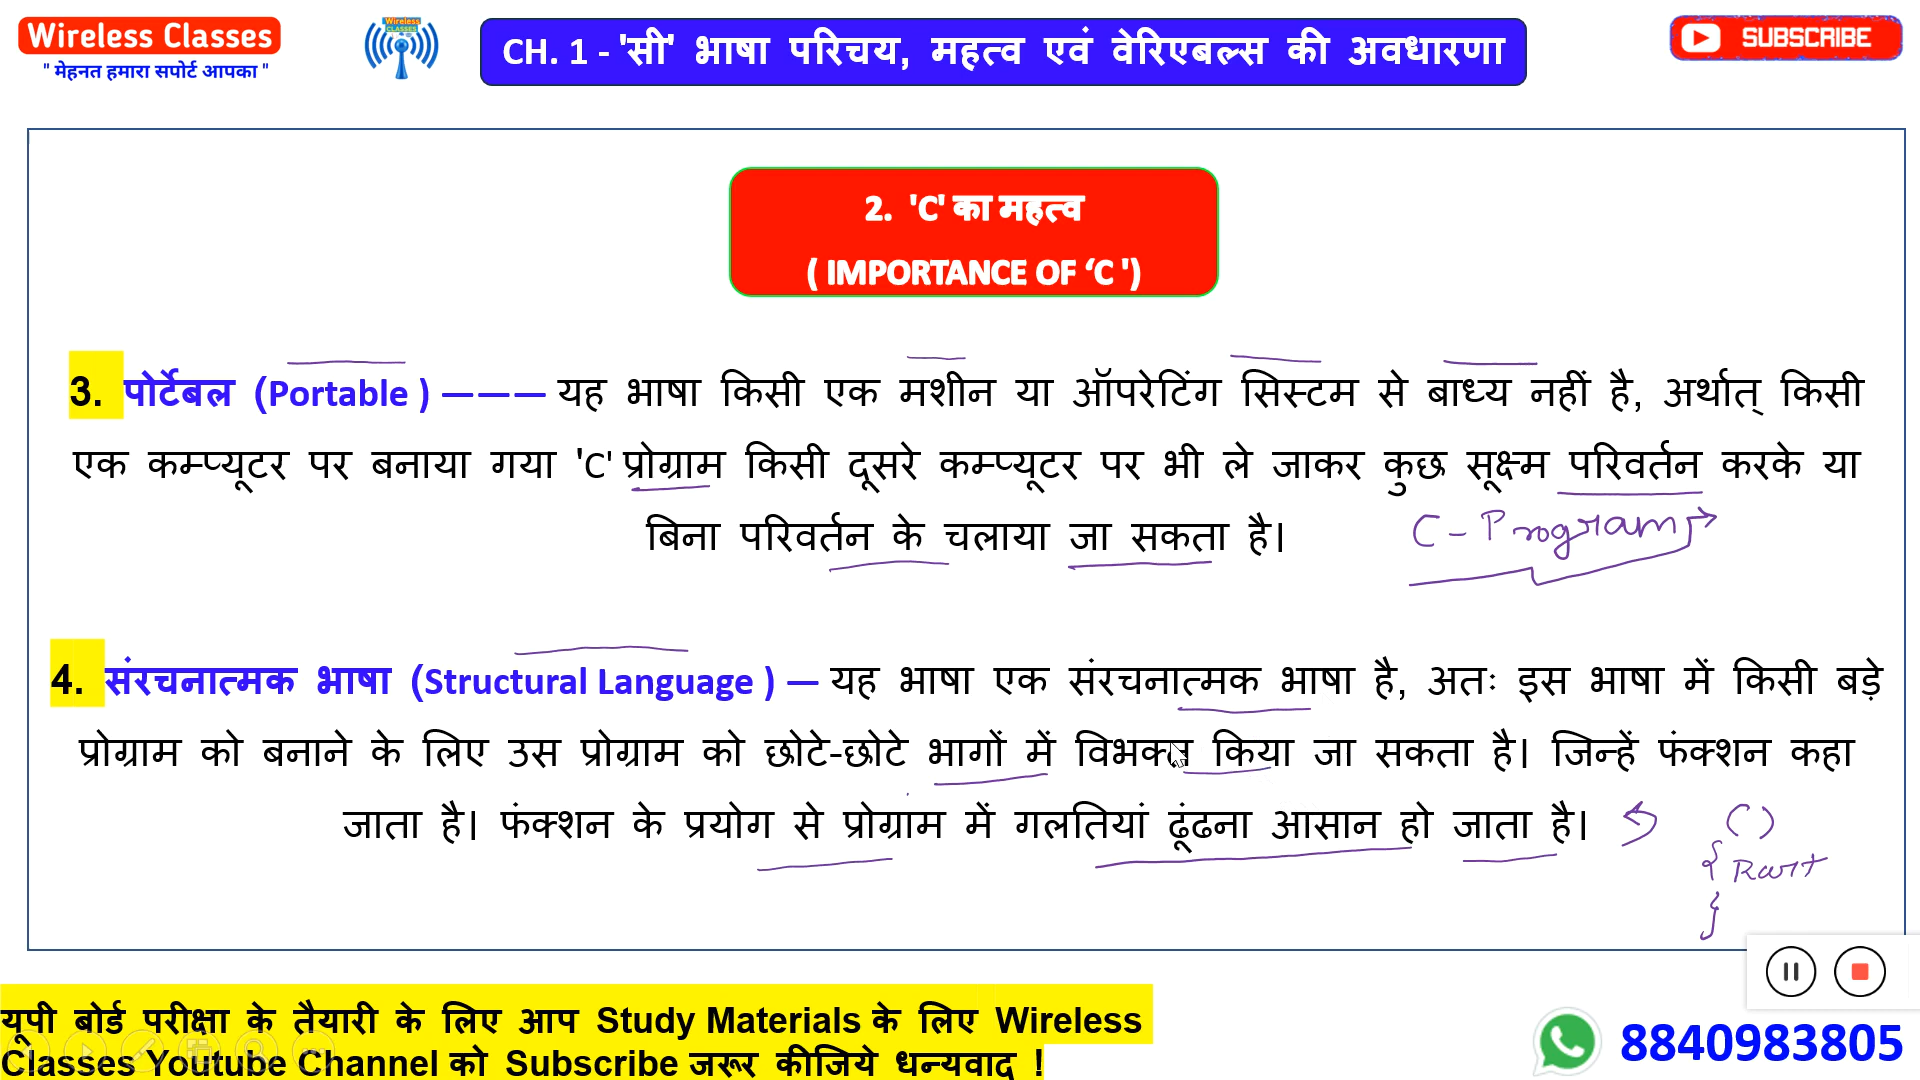 Wireless Classes
" मेहनत हमारा सपोर्ट आपका "
Wireless
CLASSES
CH. 1 - 'सी' भाषा परिचय, महत्व एवं वेरिएबल्स की अवधारणा
SUBSCRIBE
2. 'C' का महत्व
( IMPORTANCE OF ‘C ')
3. पोर्टेबल (Portable ) ——— यह भाषा किसी एक मशीन या ऑपरेटिंग सिस्टम से बाध्य नहीं है, अर्थात् किसी
एक कम्प्यूटर पर बनाया गया 'C' प्रोग्राम किसी दूसरे कम्प्यूटर पर भी ले जाकर कुछ सूक्ष्म परिवर्तन करके या
बिना परिवर्तन के चलाया जा सकता है।
C - Program
4. संरचनात्मक भाषा (Structural Language ) — यह भाषा एक संरचनात्मक भाषा है, अतः इस भाषा में किसी बड़े
प्रोग्राम को बनाने के लिए उस प्रोग्राम को छोटे-छोटे भागों में विभक्त किया जा सकता है। जिन्हें फंक्शन कहा
जाता है। फंक्शन के प्रयोग से प्रोग्राम में गलतियां ढूंढना आसान हो जाता है।
( )
{
}
यूपी बोर्ड परीक्षा के तैयारी के लिए आप Study Materials के लिए Wireless
Classes Youtube Channel को Subscribe जरूर कीजिये धन्यवाद !
8840983805